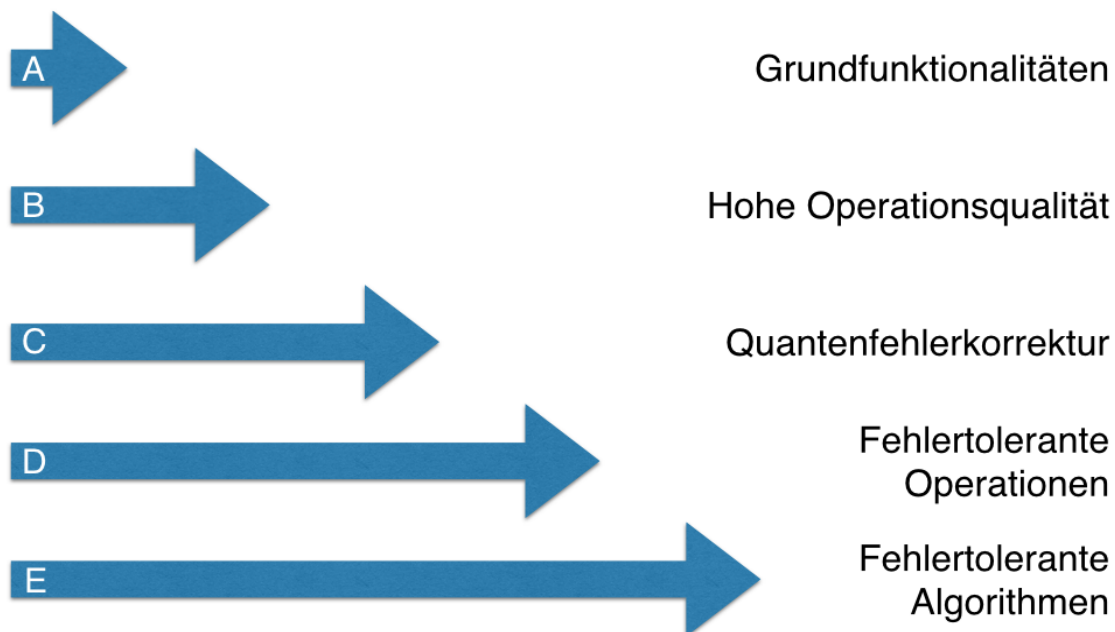 A
Grundfunktionalitäten
B
Hohe Operationsqualität
C
Quantenfehlerkorrektur
D
Fehlertolerante
Operationen
E
Fehlertolerante
Algorithmen